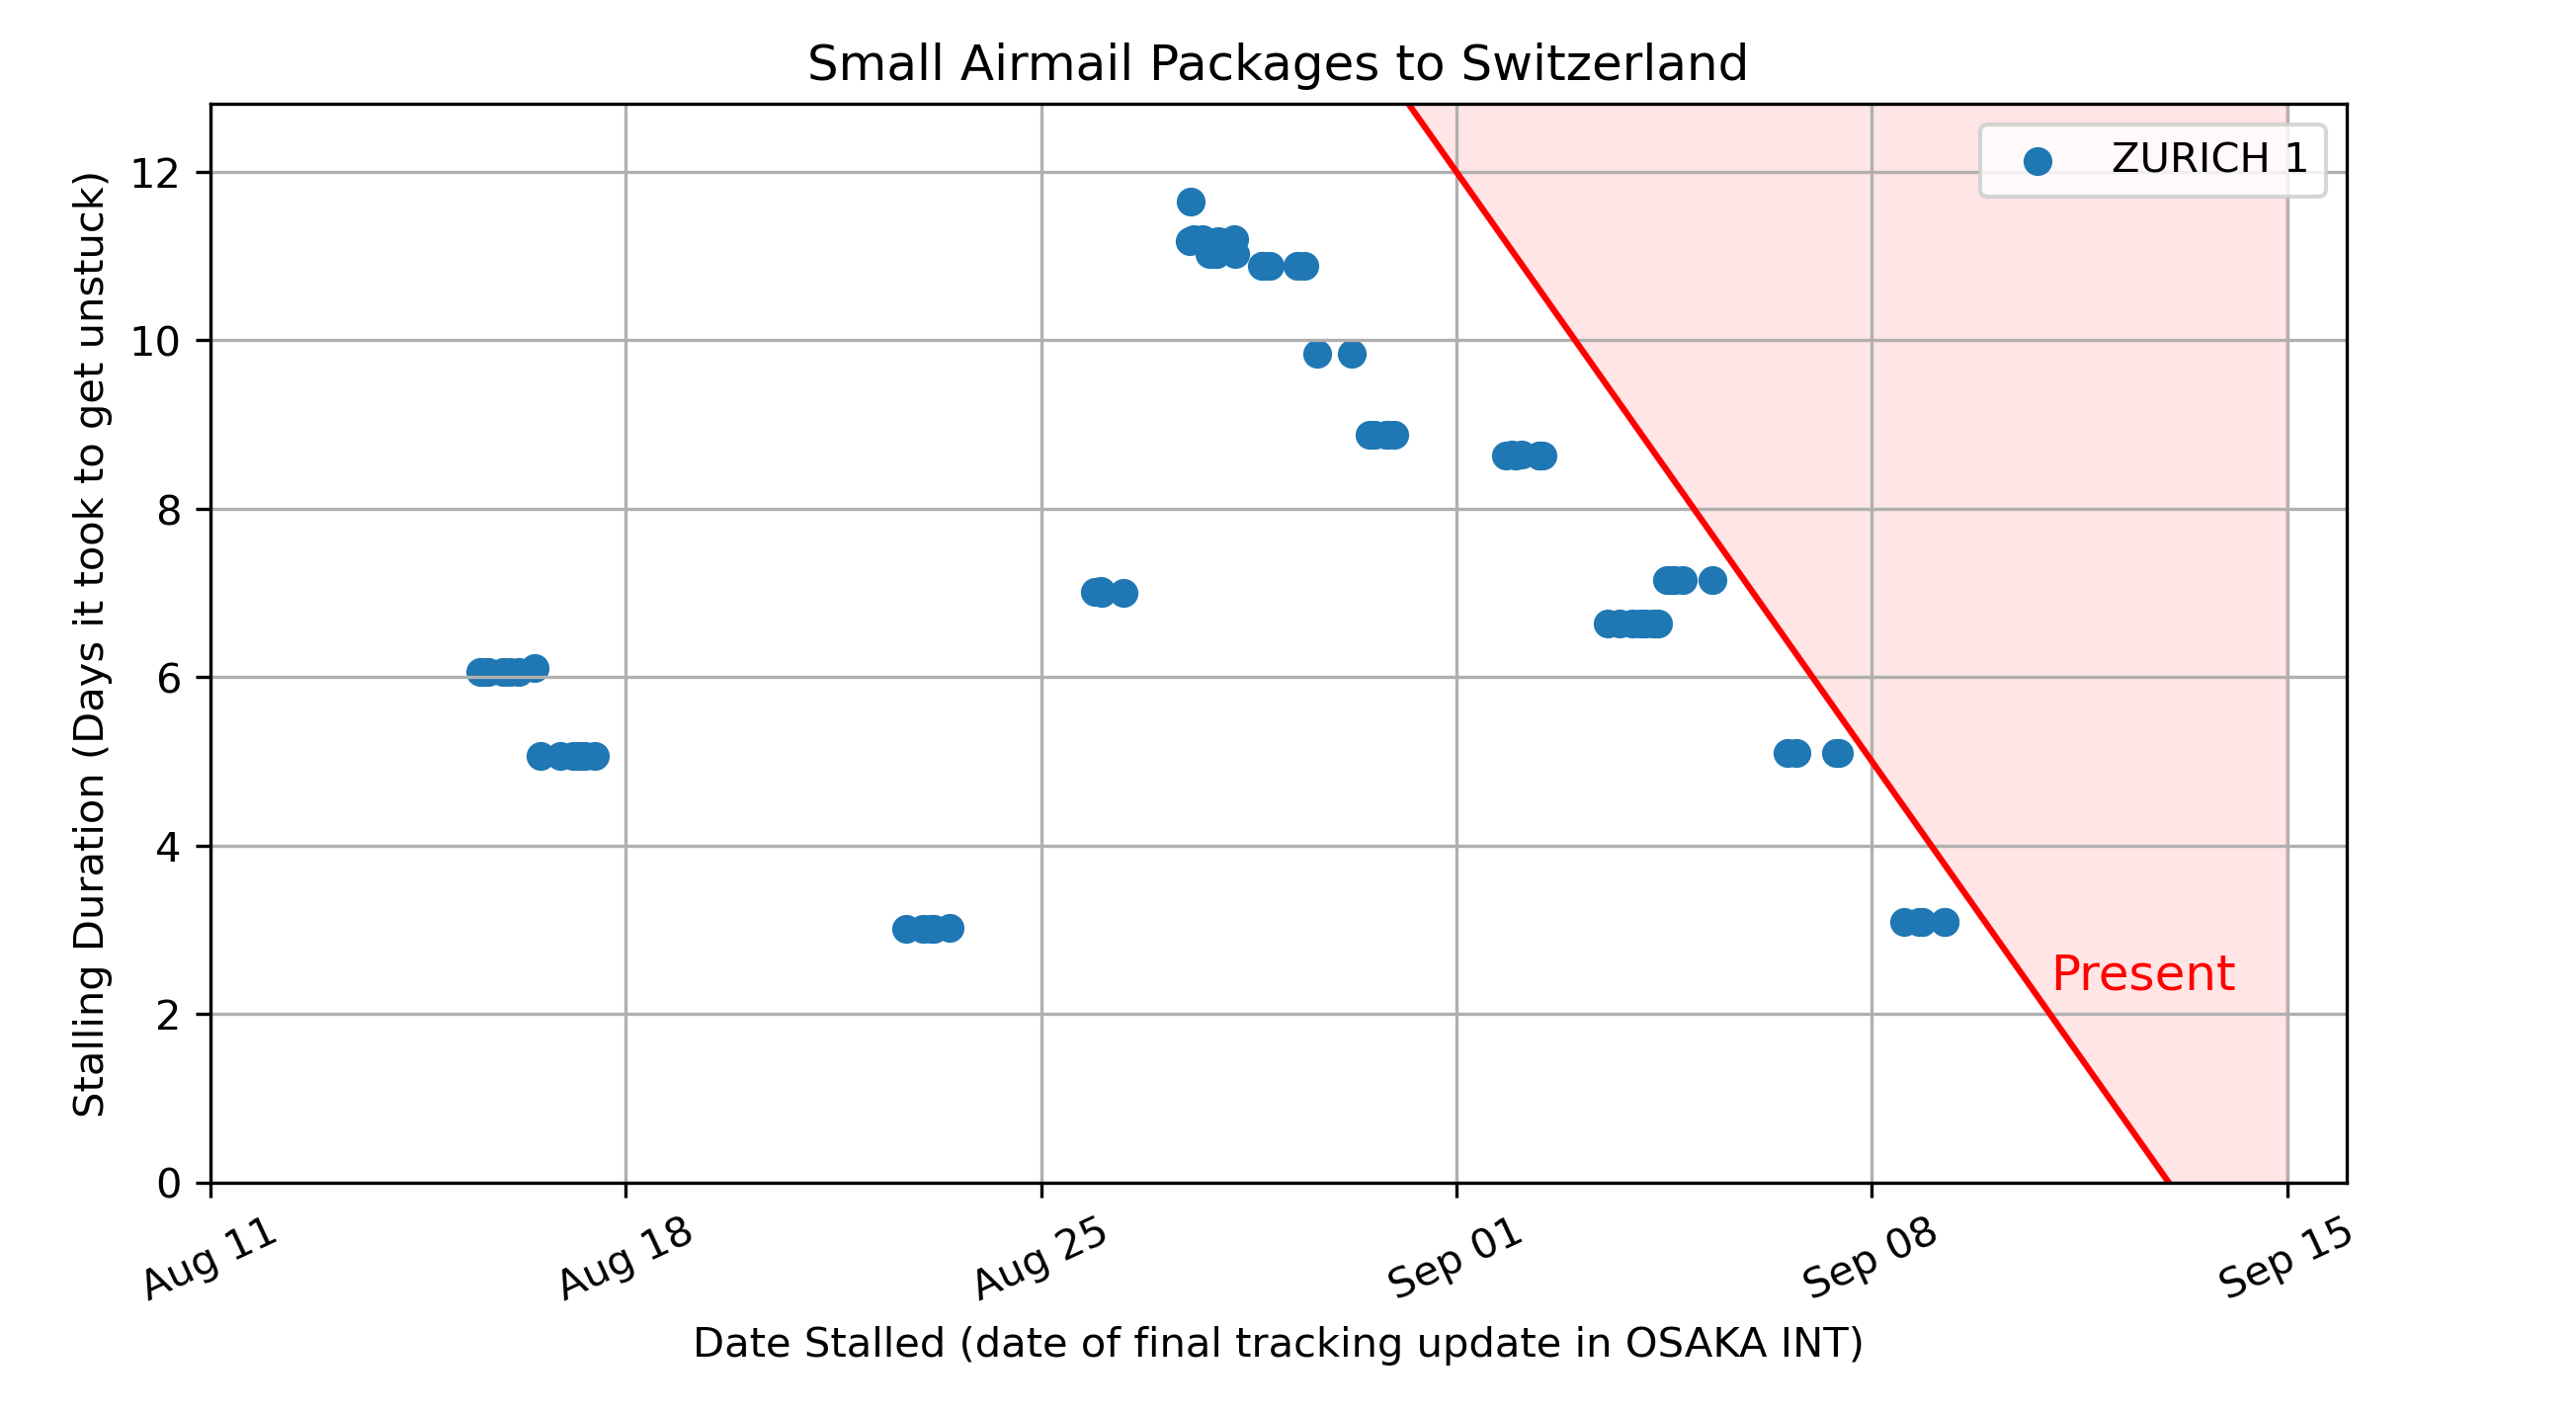 Small Airmail Packages to Switzerland
Stalling Duration (Days it took to get unstuck)
12
10
8
6
4
2
0
ZURICH 1
Present
Aug 11
Aug 18
Aug 25
Sep 01
Sep 08
Sep 15
Date Stalled (date of final tracking update in OSAKA INT)